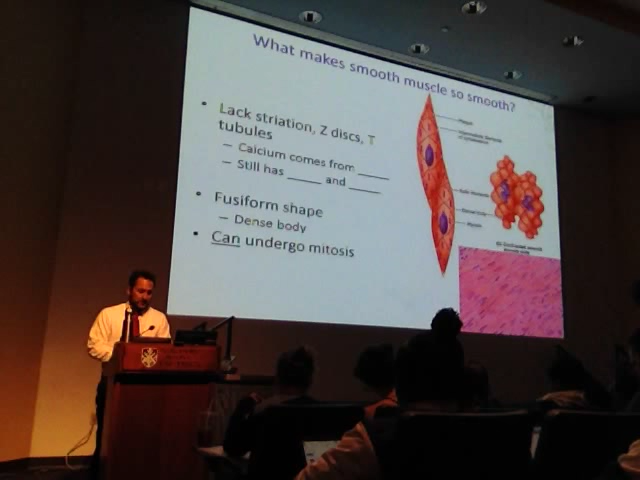 What makes smooth muscle so smooth?
• Lack striation, Z discs, T
tubules
– Calcium comes from _____
– Still has _____ and _____
• Fusiform shape
– Dense body
• Can undergo mitosis